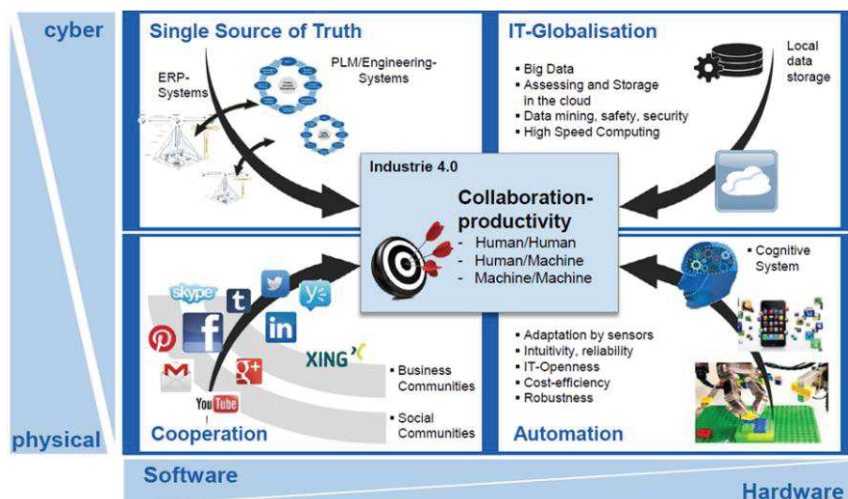 cyber
Single Source of Truth
ERP-
Systems
PLM/Engineering-
Systems
IT-Globalisation
▪ Big Data
▪ Assessing and Storage
in the cloud
▪ Data mining, safety, security
▪ High Speed Computing
Local
data
storage
Industrie 4.0
Collaboration-
productivity
- Human/Human
- Human/Machine
- Machine/Machine
skype
t
f
in
XING
g+
M
You Tube
▪ Business
Communities
▪ Social
Communities
Cooperation
▪ Cognitive
System
▪ Adaptation by sensors
▪ Intuitivity, reliability
▪ IT-Openness
▪ Cost-efficiency
▪ Robustness
Automation
physical
Software
Hardware